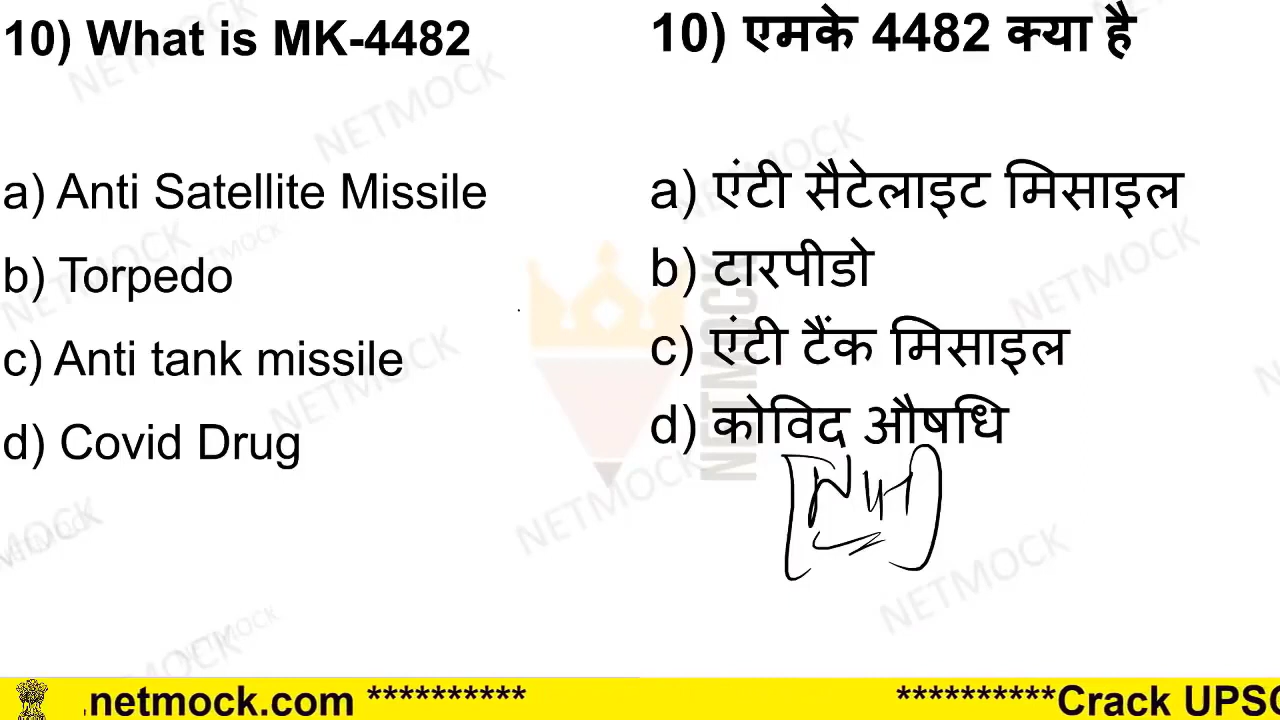 10) What is MK-4482
a) Anti Satellite Missile
b) Torpedo
c) Anti tank missile
d) Covid Drug
10) एमके 4482 क्या है
a) एंटी सैटेलाइट मिसाइल
b) टारपीडो
c) एंटी टैंक मिसाइल
d) कोविद औषधि
NETMOCK
.netmock.com **********
**********Crack UPSC